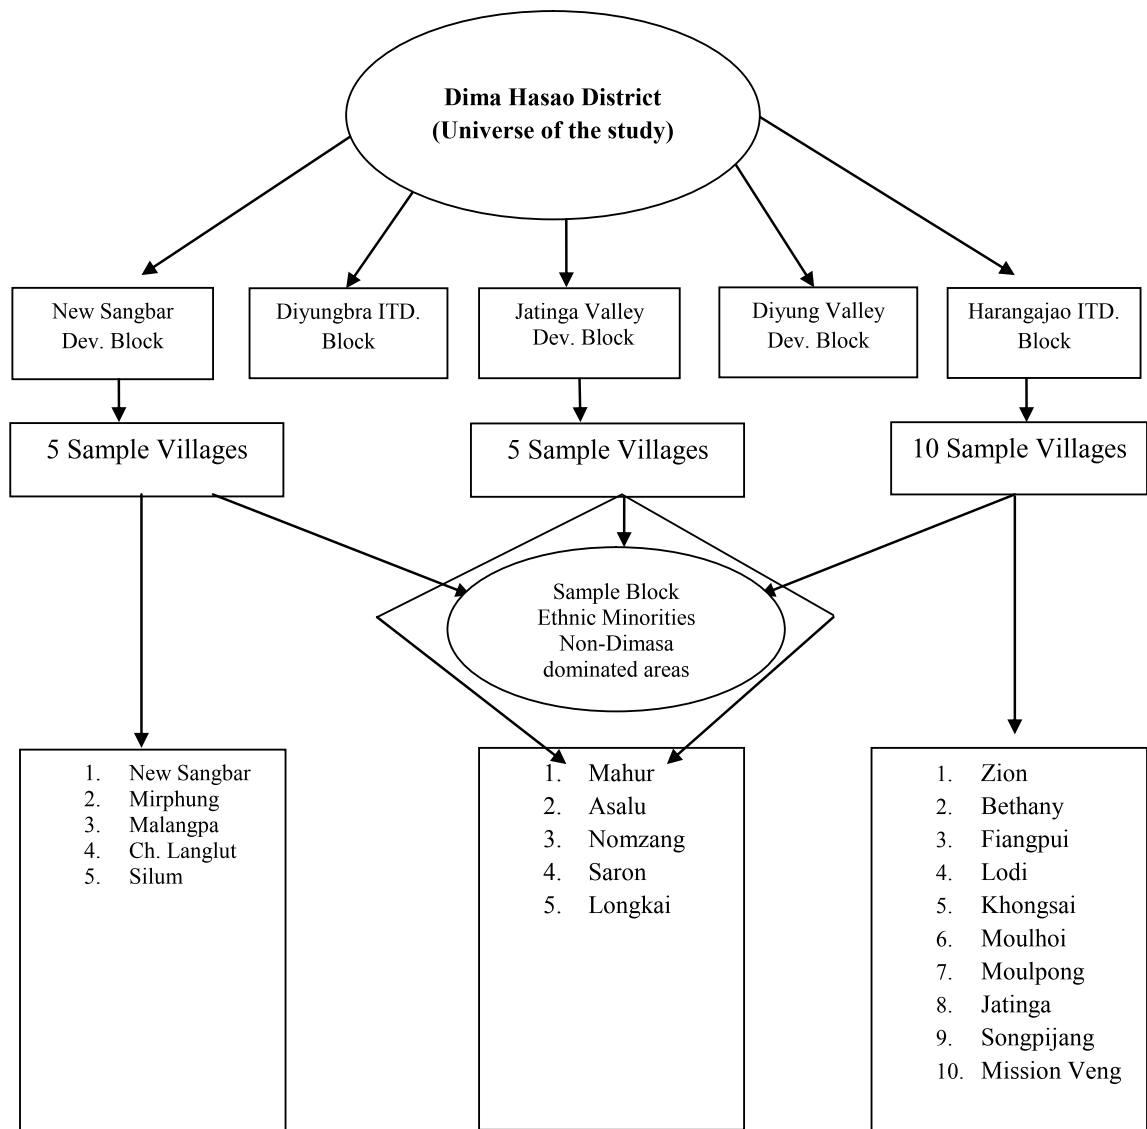 Dima Hasao District
(Universe of the study)
New Sangbar
Dev. Block
Diyungbra ITD.
Block
Jatinga Valley
Dev. Block
Diyung Valley
Dev. Block
Harangajao ITD.
Block
5 Sample Villages
5 Sample Villages
10 Sample Villages
Sample Block
Ethnic Minorities
Non-Dimasa
dominated areas
1. New Sangbar
2. Mirphung
3. Malangpa
4. Ch. Langlut
5. Silum
1. Mahur
2. Asalu
3. Nomzang
4. Saron
5. Longkai
1. Zion
2. Bethany
3. Fiangpui
4. Lodi
5. Khongsai
6. Moulhoi
7. Moulpong
8. Jatinga
9. Songpijang
10. Mission Veng